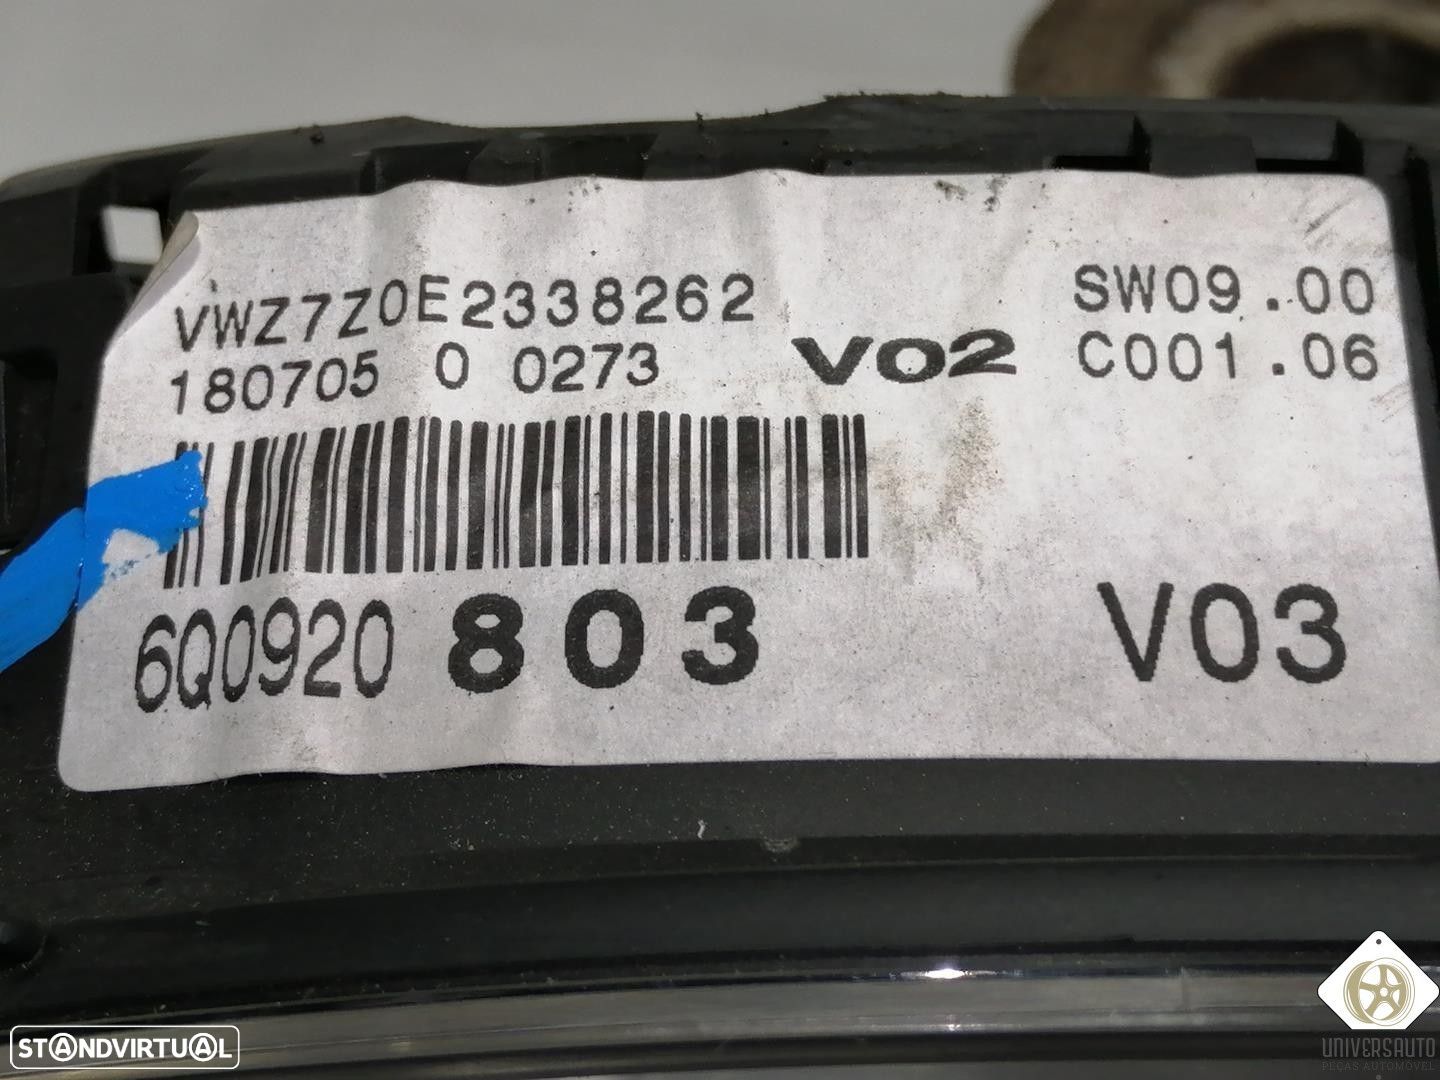 VWZ7Z0E2338262
SW09.00
180705 0 0273
V02
C001.06
6Q0920 803
V03
STANDVIRTUAL
UNIVERSAUTO
PEÇAS AUTOMÓVEL